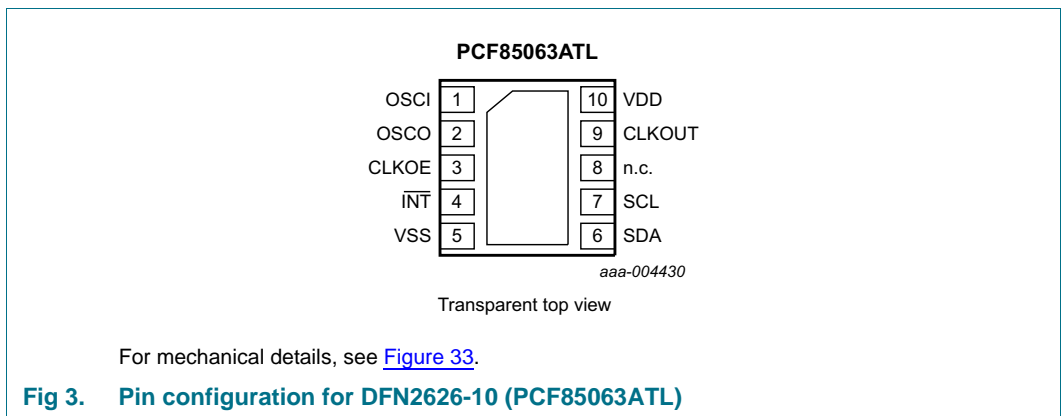 PCF85063ATL
OSCI 1 10 VDD
OSCO 2 9 CLKOUT
CLKOE 3 8 n.c.
INT 4 7 SCL
VSS 5 6 SDA
aaa-004430
Transparent top view
For mechanical details, see Figure 33.
Fig 3. Pin configuration for DFN2626-10 (PCF85063ATL)